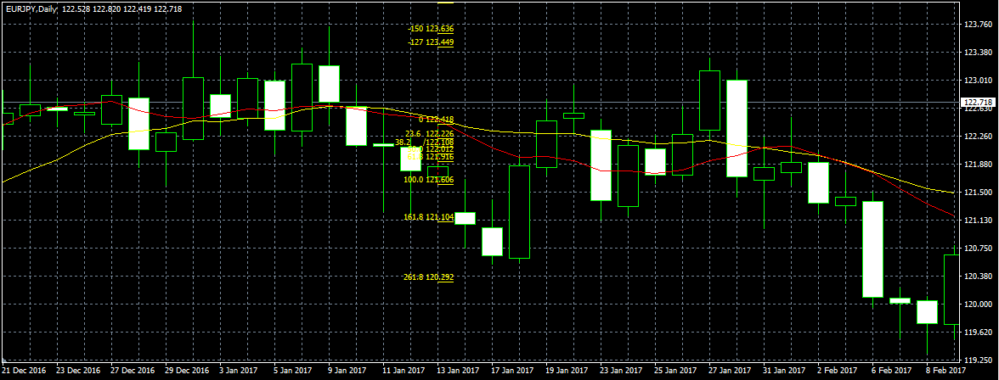 EURJPY,Daily 122.528 122.820 122.419 122.718
-150 123.636
-127 123.449
0 122.418
23.6 122.226
38.2 122.108
122.012
61.8 121.916
100.0 121.606
161.8 121.104
261.8 120.292
123.760
123.380
123.010
122.718
122.630
122.260
121.880
121.500
121.130
120.750
120.380
120.000
119.620
119.250
21 Dec 2016
23 Dec 2016
27 Dec 2016
29 Dec 2016
3 Jan 2017
5 Jan 2017
9 Jan 2017
11 Jan 2017
13 Jan 2017
17 Jan 2017
19 Jan 2017
23 Jan 2017
25 Jan 2017
27 Jan 2017
31 Jan 2017
2 Feb 2017
6 Feb 2017
8 Feb 2017